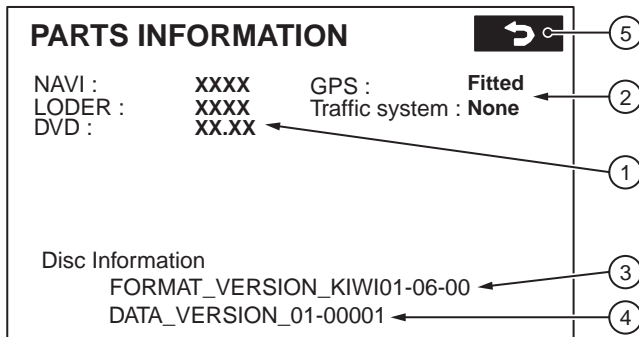 PARTS INFORMATION
5
NAVI : XXXX GPS : Fitted
2
LODER : XXXX Traffic system : None
DVD : XX.XX
1
Disc Information
FORMAT_VERSION_KIWI01-06-00
3
DATA_VERSION_01-00001
4